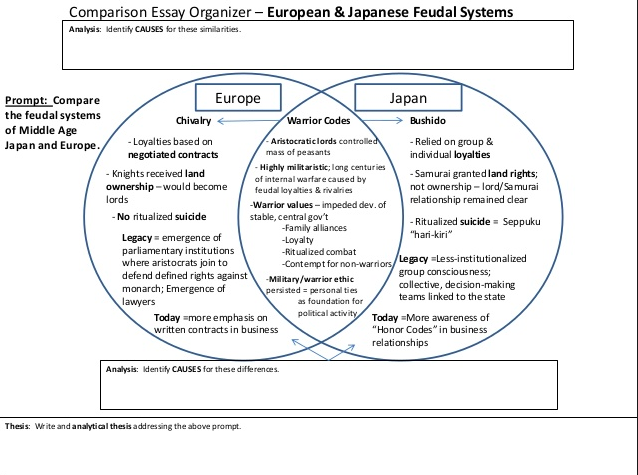 Comparison Essay Organizer – European & Japanese Feudal Systems
Analysis: Identify CAUSES for these similarities.
Prompt: Compare
the feudal systems
of Middle Age
Japan and Europe.
Europe
Chivalry
- Loyalties based on
negotiated contracts
- Knights received land
ownership – would become
lords
- No ritualized suicide
Legacy = emergence of
parliamentary institutions
where aristocrats join to
defend defined rights against
monarch; Emergence of
lawyers
Today =more emphasis on
written contracts in business
Warrior Codes
- Aristocratic lords controlled
mass of peasants
- Highly militaristic; long centuries
of internal warfare caused by
feudal loyalties & rivalries
-Warrior values – impeded dev. of
stable, central gov't
-Family alliances
-Loyalty
-Ritualized combat
-Contempt for non-warriors
-Military/warrior ethic
persisted = personal ties
as foundation for
political activity
Japan
Bushido
- Relied on group &
individual loyalties
- Samurai granted land rights;
not ownership – lord/Samurai
relationship remained clear
- Ritualized suicide = Seppuku
“hari-kiri”
Legacy =Less-institutionalized
group consciousness;
collective, decision-making
teams linked to the state
Today =More awareness of
“Honor Codes” in business
relationships
Analysis: Identify CAUSES for these differences.
Thesis: Write and analytical thesis addressing the above prompt.